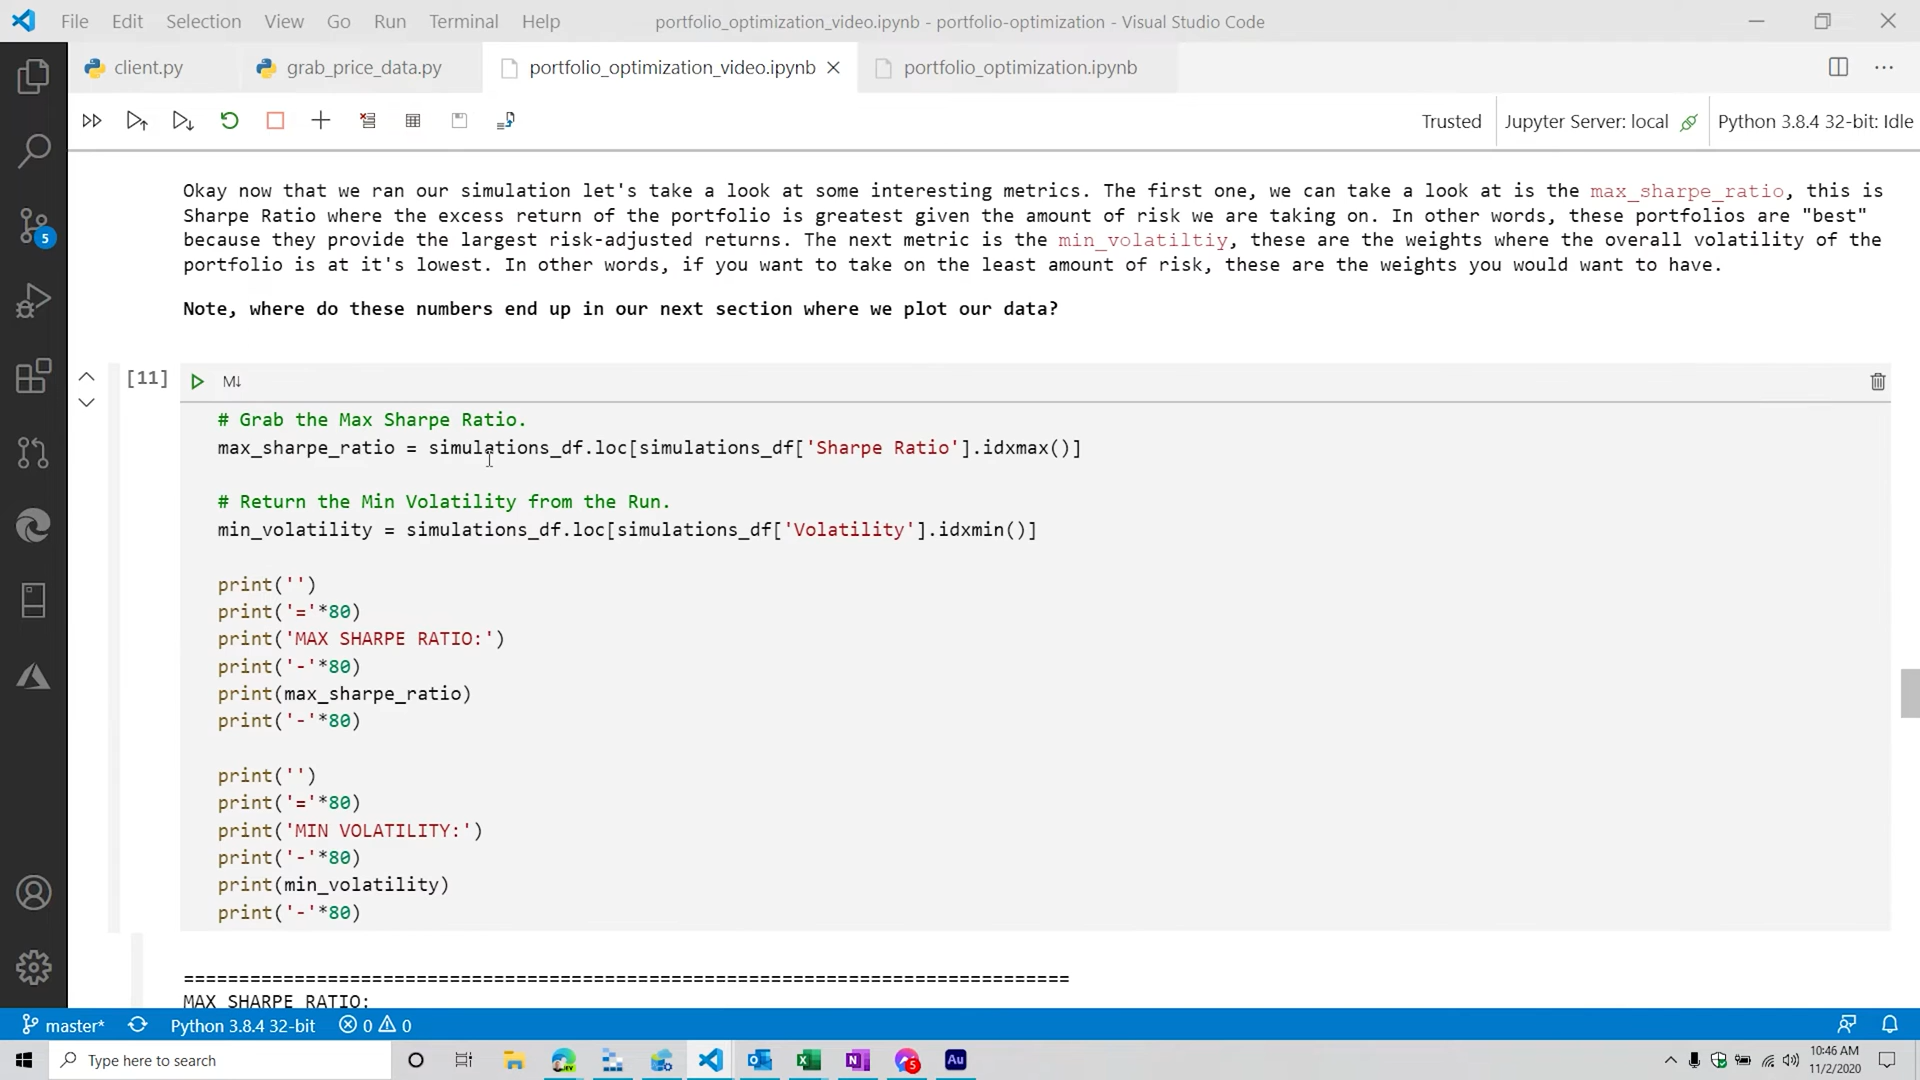 File Edit Selection View Go Run Terminal Help portfolio_optimization_video.ipynb - portfolio-optimization - Visual Studio Code
client.py grab_price_data.py portfolio_optimization_video.ipynb portfolio_optimization.ipynb
Trusted Jupyter Server: local Python 3.8.4 32-bit: Idle
Okay now that we ran our simulation let's take a look at some interesting metrics. The first one, we can take a look at is the max_sharpe_ratio, this is
Sharpe Ratio where the excess return of the portfolio is greatest given the amount of risk we are taking on. In other words, these portfolios are "best"
because they provide the largest risk-adjusted returns. The next metric is the min_volatiltiy, these are the weights where the overall volatility of the
portfolio is at it's lowest. In other words, if you want to take on the least amount of risk, these are the weights you would want to have.
Note, where do these numbers end up in our next section where we plot our data?
[11] M↓
# Grab the Max Sharpe Ratio.
max_sharpe_ratio = simulations_df.loc[simulations_df['Sharpe Ratio'].idxmax()]
# Return the Min Volatility from the Run.
min_volatility = simulations_df.loc[simulations_df['Volatility'].idxmin()]
print('')
print('='*80)
print('MAX SHARPE RATIO:')
print('-'*80)
print(max_sharpe_ratio)
print('-'*80)
print('')
print('='*80)
print('MIN VOLATILITY:')
print('-'*80)
print(min_volatility)
print('-'*80)
================================================================================
MAX SHARPE RATIO:
5
master* Python 3.8.4 32-bit 0 0
Type here to search DEV 5 Au 10:46 AM
11/2/2020